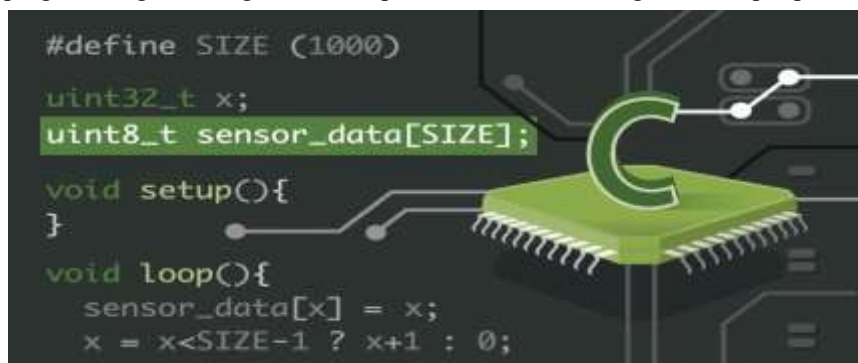 #define SIZE (1000)
uint32_t x;
uint8_t sensor_data[SIZE];
void setup(){
}
void loop(){
sensor_data[x] = x;
x = x<SIZE-1 ? x+1 : 0;
C